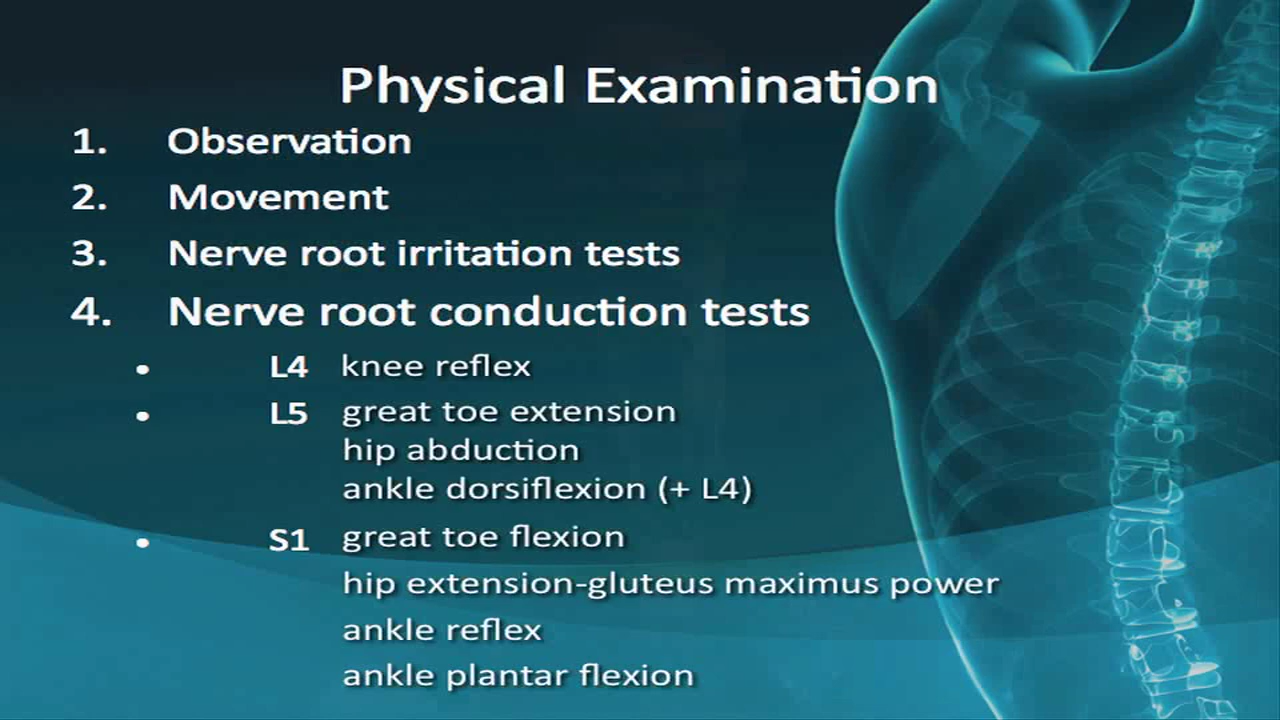 Physical Examination
1. Observation
2. Movement
3. Nerve root irritation tests
4. Nerve root conduction tests
• L4 knee reflex
• L5 great toe extension
hip abduction
ankle dorsiflexion (+ L4)
• S1 great toe flexion
hip extension-gluteus maximus power
ankle reflex
ankle plantar flexion